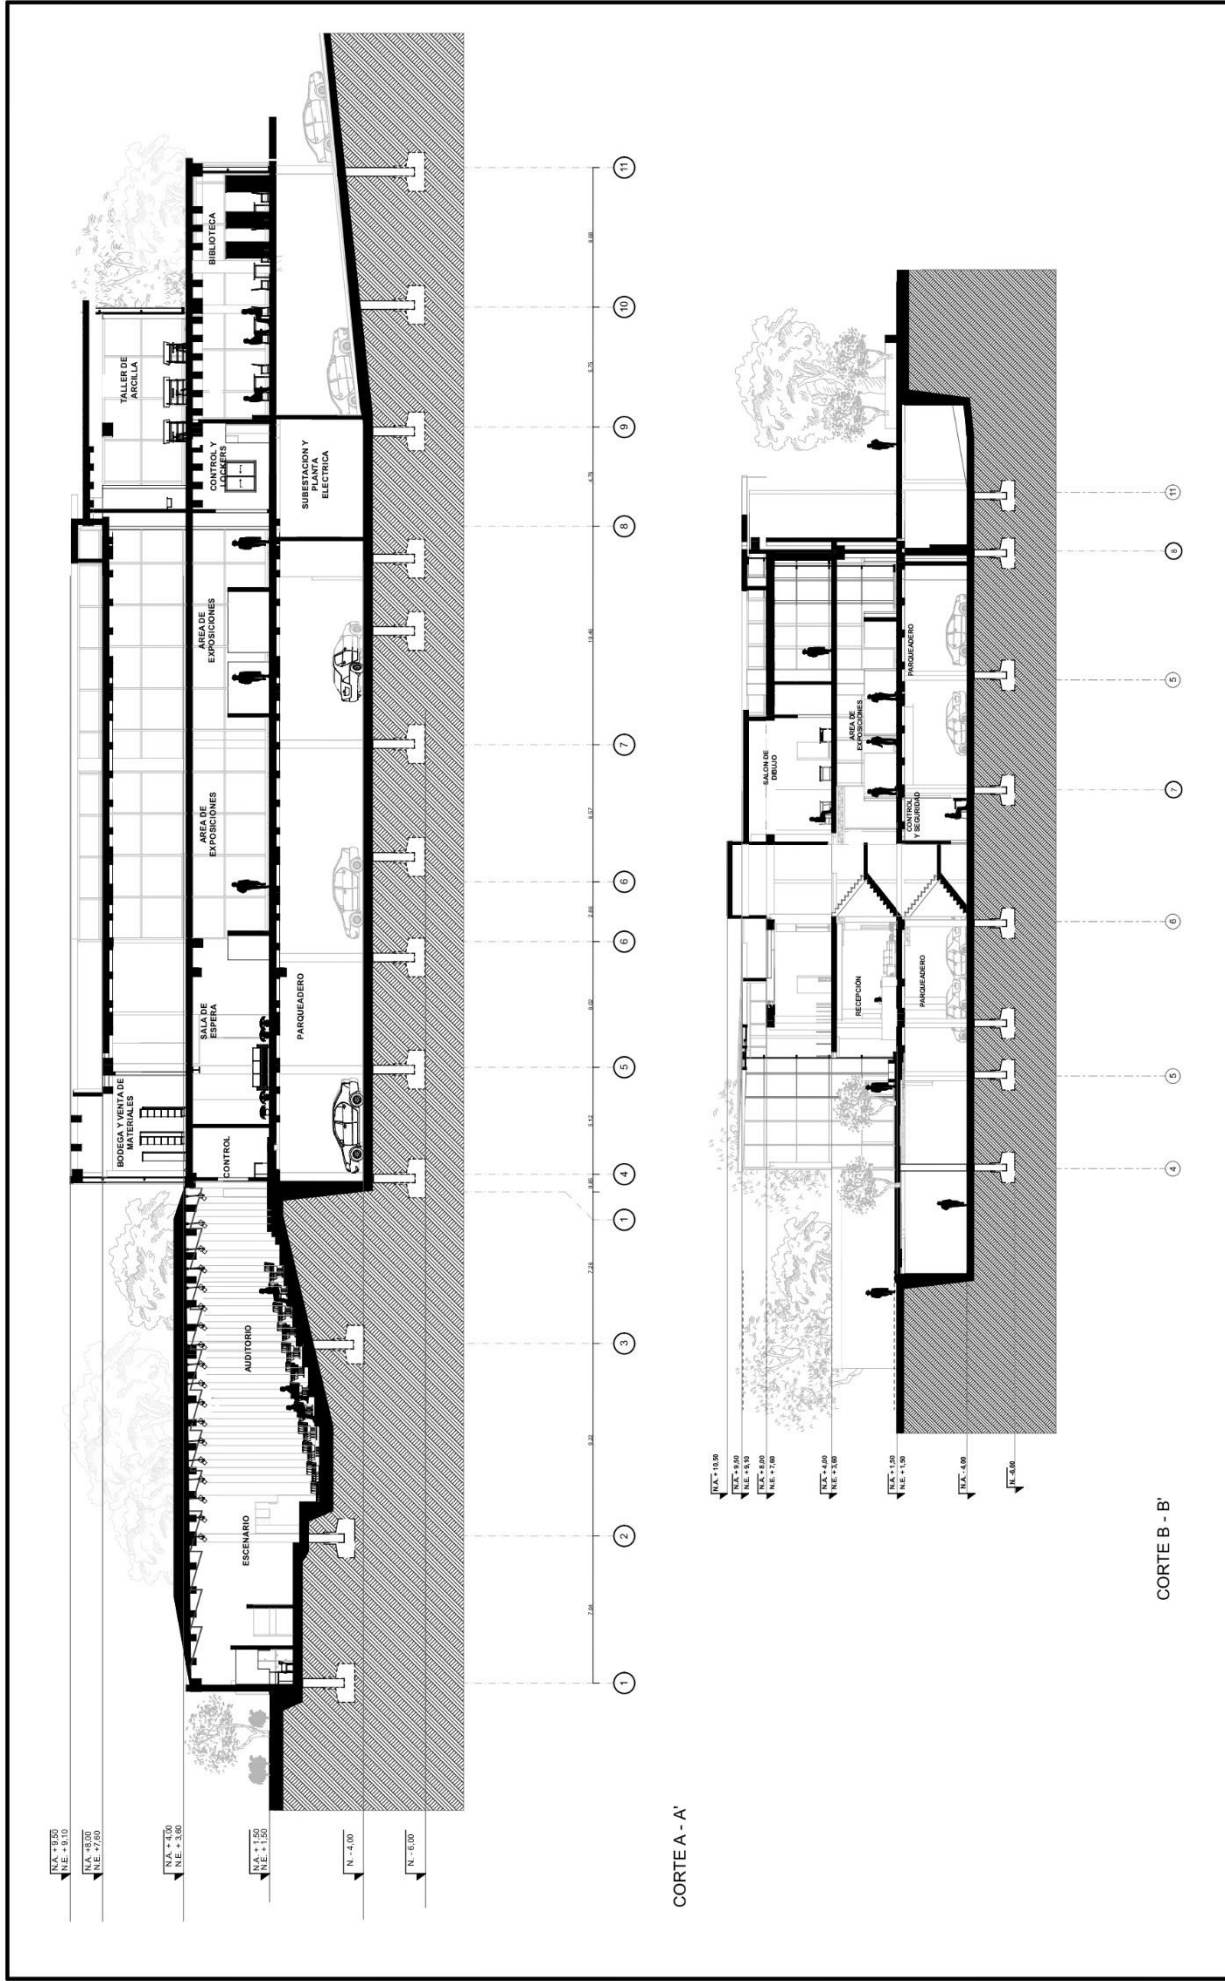 N.A. + 9.50
N.E. + 9.10
N.A. +8.00
N.E. +7.60
N.A. + 4.00
N.E. + 3.60
N.A. + 1.50
N.E. + 1.50
N. - 4,00
N. - 6,00
BODEGA Y VENTA DE
MATERIALES
TALLER DE
ARCILLA
ESCENARIO
AUDITORIO
CONTROL
SALA DE
ESPERA
AREA DE
EXPOSICIONES
AREA DE
EXPOSICIONES
CONTROL Y
LOCKERS
BIBLIOTECA
PARQUEADERO
SUBESTACION Y
PLANTA
ELECTRICA
1
2
3
1
4
5
6
6
7
8
9
10
11
CORTE A - A'
N.A. + 10,50
N.A. + 9,50
N.E. + 9,10
N.A. + 8,00
N.E. + 7,60
N.A. + 4,00
N.E. + 3,60
N.A. + 1,50
N.E. + 1,50
N.A. - 4,00
N. -6,00
SALON DE
DIBUJO
RECEPCIÓN
AREA DE
EXPOSICIONES
PARQUEADERO
CONTROL
Y SEGURIDAD
PARQUEADERO
4
5
6
7
5
8
11
CORTE B - B'